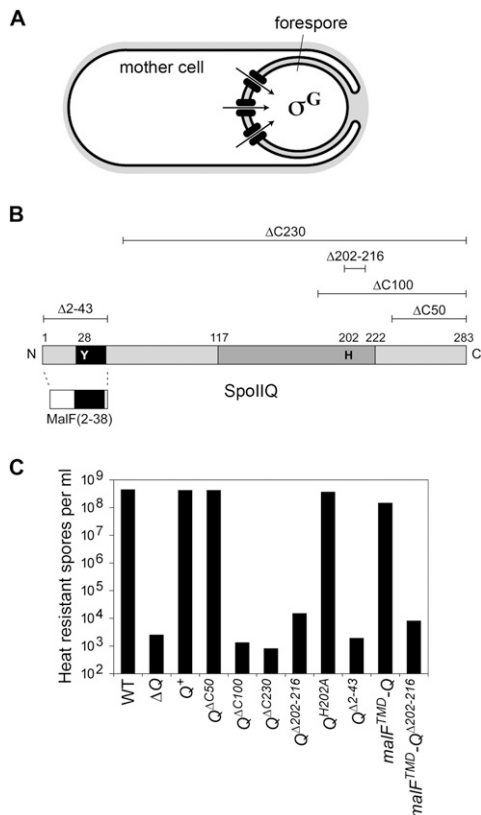 A
forespore
mother cell
σG
B
ΔC230
Δ202-216
ΔC100
Δ2-43
ΔC50
1 28 117 202 222 283
N Y H C
SpoIIQ
MalF(2-38)
C
Heat resistant spores per ml
10⁹
10⁸
10⁷
10⁶
10⁵
10⁴
10³
10²
WT
ΔQ
Q⁺
QΔC50
QΔC100
QΔC230
QΔ202-216
QH202A
QΔ2-43
malFTMD-Q
malFTMD-QΔ202-216